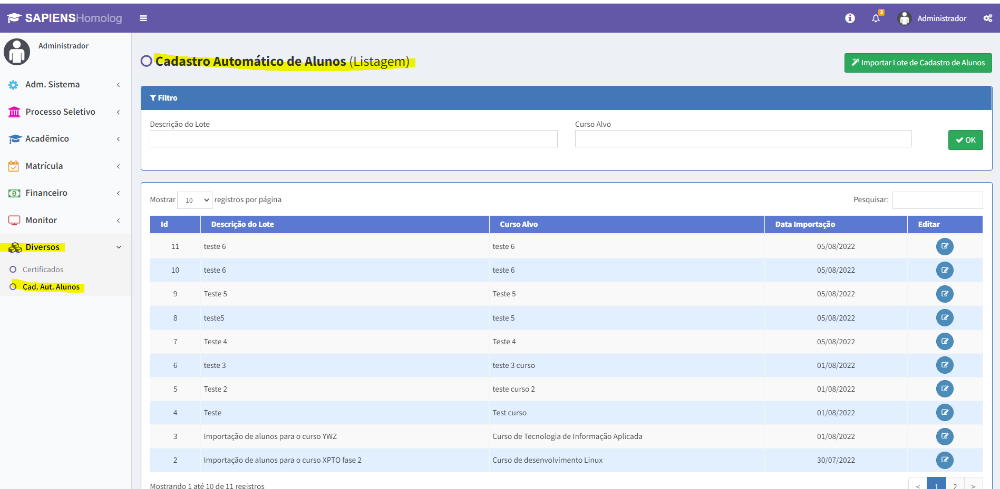 SAPIENSHomolog
2
Administrador
Administrador
Adm. Sistema
Processo Seletivo
Acadêmico
Matrícula
Financeiro
Monitor
Diversos
Certificados
Cad. Aut. Alunos
Cadastro Automático de Alunos (Listagem)
Importar Lote de Cadastro de Alunos
Filtro
Descrição do Lote
Curso Alvo
OK
Mostrar 10 registros por página
Pesquisar:
Id Descrição do Lote Curso Alvo Data Importação Editar
11 teste 6 teste 6 05/08/2022
10 teste 6 teste 6 05/08/2022
9 Teste 5 Teste 5 05/08/2022
8 teste5 teste 5 05/08/2022
7 Teste 4 Teste 4 05/08/2022
6 teste 3 teste 3 curso 01/08/2022
5 Teste 2 teste curso 2 01/08/2022
4 Teste Test curso 01/08/2022
3 Importação de alunos para o curso YWZ Curso de Tecnologia de Informação Aplicada 01/08/2022
2 Importação de alunos para o curso XPTO fase 2 Curso de desenvolvimento Linux 30/07/2022
Mostrando 1 até 10 de 11 registros
< 1 2 >